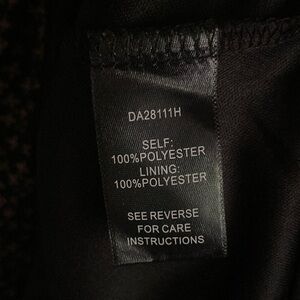 DA28111H
SELF:
100%POLYESTER
LINING:
100%POLYESTER
SEE REVERSE
FOR CARE
INSTRUCTIONS